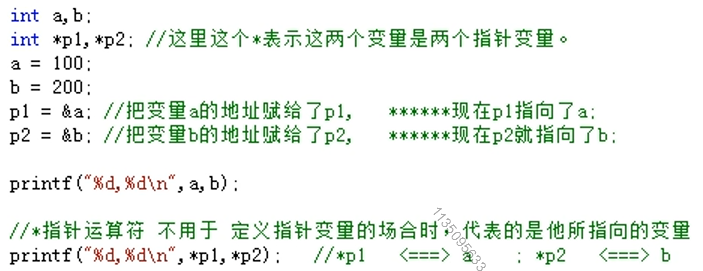 int a,b;
int *p1,*p2; //这里这个*表示这两个变量是两个指针变量。
a = 100;
b = 200;
p1 = &a; //把变量a的地址赋给了p1, ******现在p1指向了a;
p2 = &b; //把变量b的地址赋给了p2, ******现在p2就指向了b;
printf("%d,%d\n",a,b);
//*指针运算符 不用于 定义指针变量的场合时，代表的是他所指向的变量
printf("%d,%d\n",*p1,*p2); //*p1 <===> a ; *p2 <===> b